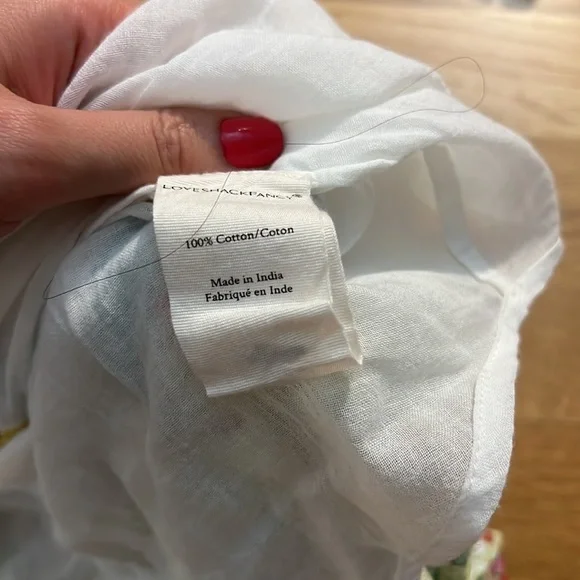 LOVESHACKFANCY®
100% Cotton/Coton
Made in India
Fabriqué en Inde